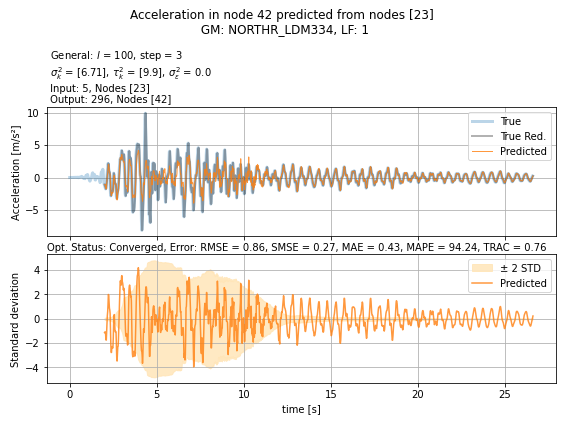 Acceleration in node 42 predicted from nodes [23]
GM: NORTHR_LDM334, LF: 1
General: l = 100, step = 3
σ²ₖ = [6.71], τ²ₖ = [9.9], σ²ε = 0.0
Input: 5, Nodes [23]
Output: 296, Nodes [42]
Acceleration [m/s²]
10
5
0
−5
True
True Red.
Predicted
Opt. Status: Converged, Error: RMSE = 0.86, SMSE = 0.27, MAE = 0.43, MAPE = 94.24, TRAC = 0.76
Standard deviation
4
2
0
−2
−4
± 2 STD
Predicted
0 5 10 15 20 25
time [s]